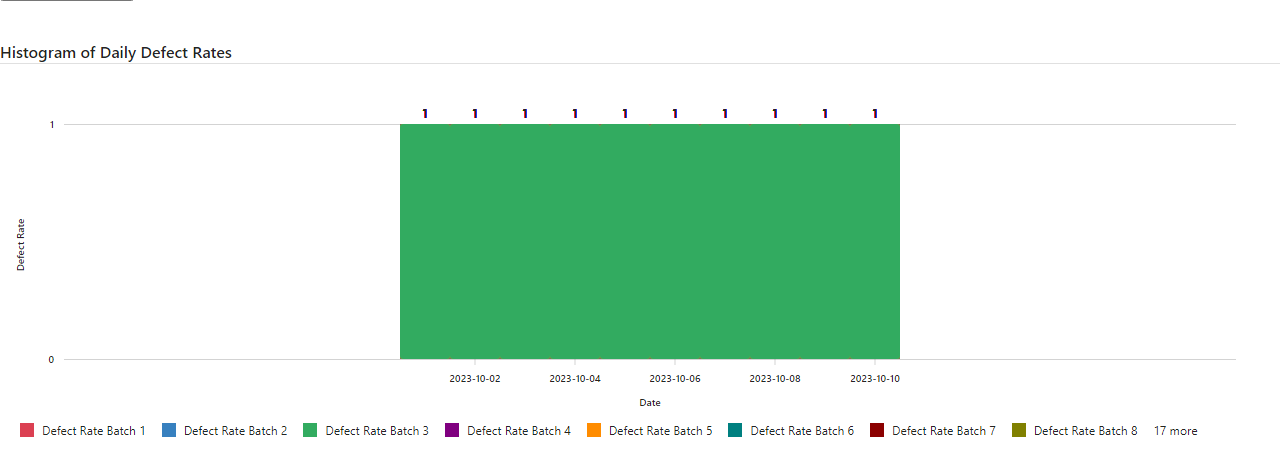 Histogram of Daily Defect Rates
1 1 1 1 1 1 1 1 1 1
1
Defect Rate
0
2023-10-02 2023-10-04 2023-10-06 2023-10-08 2023-10-10
Date
Defect Rate Batch 1 Defect Rate Batch 2 Defect Rate Batch 3 Defect Rate Batch 4 Defect Rate Batch 5 Defect Rate Batch 6 Defect Rate Batch 7 Defect Rate Batch 8 17 more